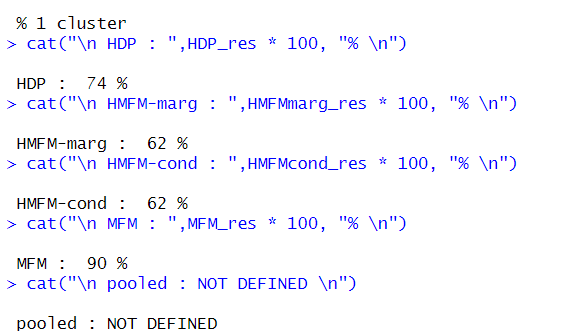 % 1 cluster
> cat("\n HDP : ",HDP_res * 100, "% \n")
HDP :  74 %
> cat("\n HMFM-marg : ",HMFMmarg_res * 100, "% \n")
HMFM-marg :  62 %
> cat("\n HMFM-cond : ",HMFMcond_res * 100, "% \n")
HMFM-cond :  62 %
> cat("\n MFM : ",MFM_res * 100, "% \n")
MFM :  90 %
> cat("\n pooled : NOT DEFINED \n")
pooled : NOT DEFINED